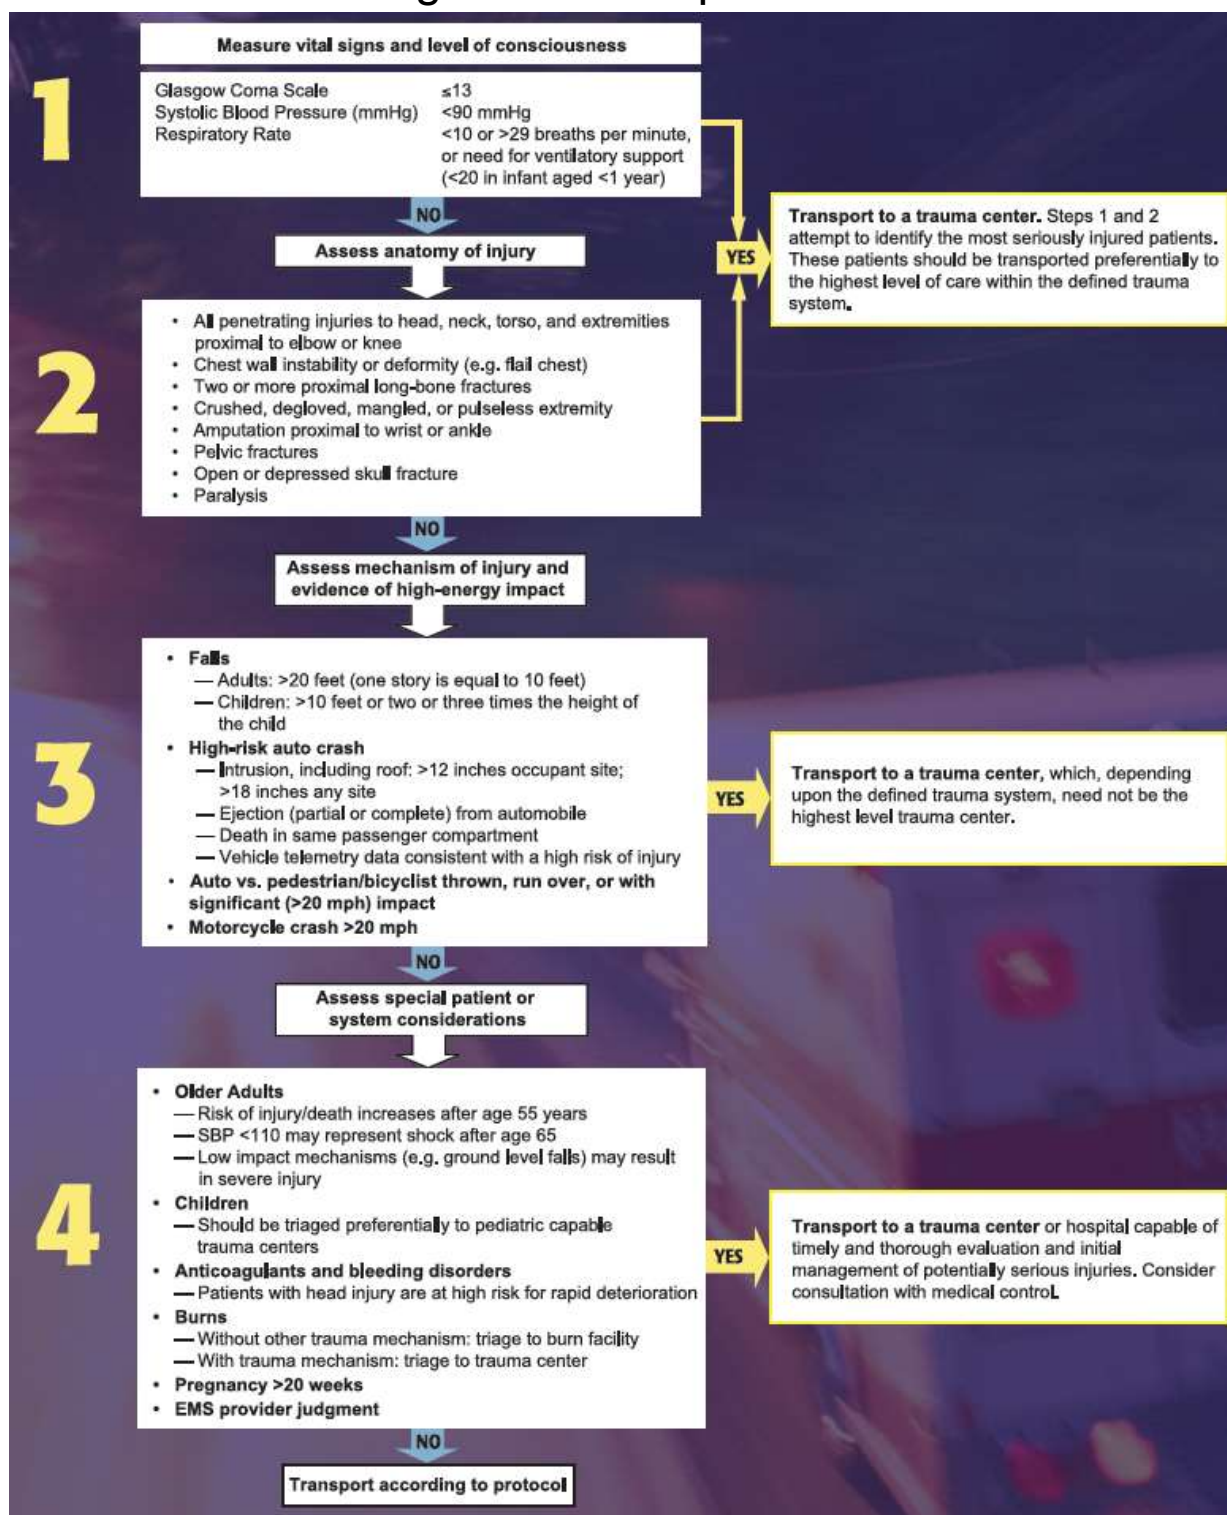 1
Measure vital signs and level of consciousness
Glasgow Coma Scale ≤13
Systolic Blood Pressure (mmHg) <90 mmHg
Respiratory Rate <10 or >29 breaths per minute,
or need for ventilatory support
(<20 in infant aged <1 year)
NO
Assess anatomy of injury
YES
Transport to a trauma center. Steps 1 and 2
attempt to identify the most seriously injured patients.
These patients should be transported preferentially to
the highest level of care within the defined trauma
system.
2
• All penetrating injuries to head, neck, torso, and extremities
proximal to elbow or knee
• Chest wall instability or deformity (e.g. flail chest)
• Two or more proximal long-bone fractures
• Crushed, degloved, mangled, or pulseless extremity
• Amputation proximal to wrist or ankle
• Pelvic fractures
• Open or depressed skull fracture
• Paralysis
NO
Assess mechanism of injury and
evidence of high-energy impact
3
• Falls
— Adults: >20 feet (one story is equal to 10 feet)
— Children: >10 feet or two or three times the height of
the child
• High-risk auto crash
— Intrusion, including roof: >12 inches occupant site;
>18 inches any site
— Ejection (partial or complete) from automobile
— Death in same passenger compartment
— Vehicle telemetry data consistent with a high risk of injury
• Auto vs. pedestrian/bicyclist thrown, run over, or with
significant (>20 mph) impact
• Motorcycle crash >20 mph
YES
Transport to a trauma center, which, depending
upon the defined trauma system, need not be the
highest level trauma center.
NO
Assess special patient or
system considerations
4
• Older Adults
— Risk of injury/death increases after age 55 years
— SBP <110 may represent shock after age 65
— Low impact mechanisms (e.g. ground level falls) may result
in severe injury
• Children
— Should be triaged preferentially to pediatric capable
trauma centers
• Anticoagulants and bleeding disorders
— Patients with head injury are at high risk for rapid deterioration
• Burns
— Without other trauma mechanism: triage to burn facility
— With trauma mechanism: triage to trauma center
• Pregnancy >20 weeks
• EMS provider judgment
YES
Transport to a trauma center or hospital capable of
timely and thorough evaluation and initial
management of potentially serious injuries. Consider
consultation with medical control.
NO
Transport according to protocol